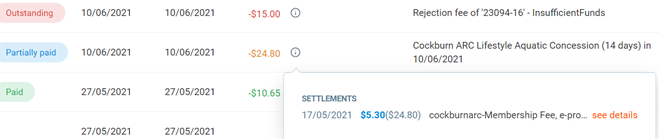 Outstanding 10/06/2021 10/06/2021 -$15.00 Rejection fee of '23094-16' - InsufficientFunds
Partially paid 10/06/2021 10/06/2021 -$24.80 Cockburn ARC Lifestyle Aquatic Concession (14 days) in
10/06/2021
Paid 27/05/2021 27/05/2021 -$10.65
SETTLEMENTS
17/05/2021 $5.30($24.80) cockburnarc-Membership Fee, e-pro... see details
27/05/2021 27/05/2021